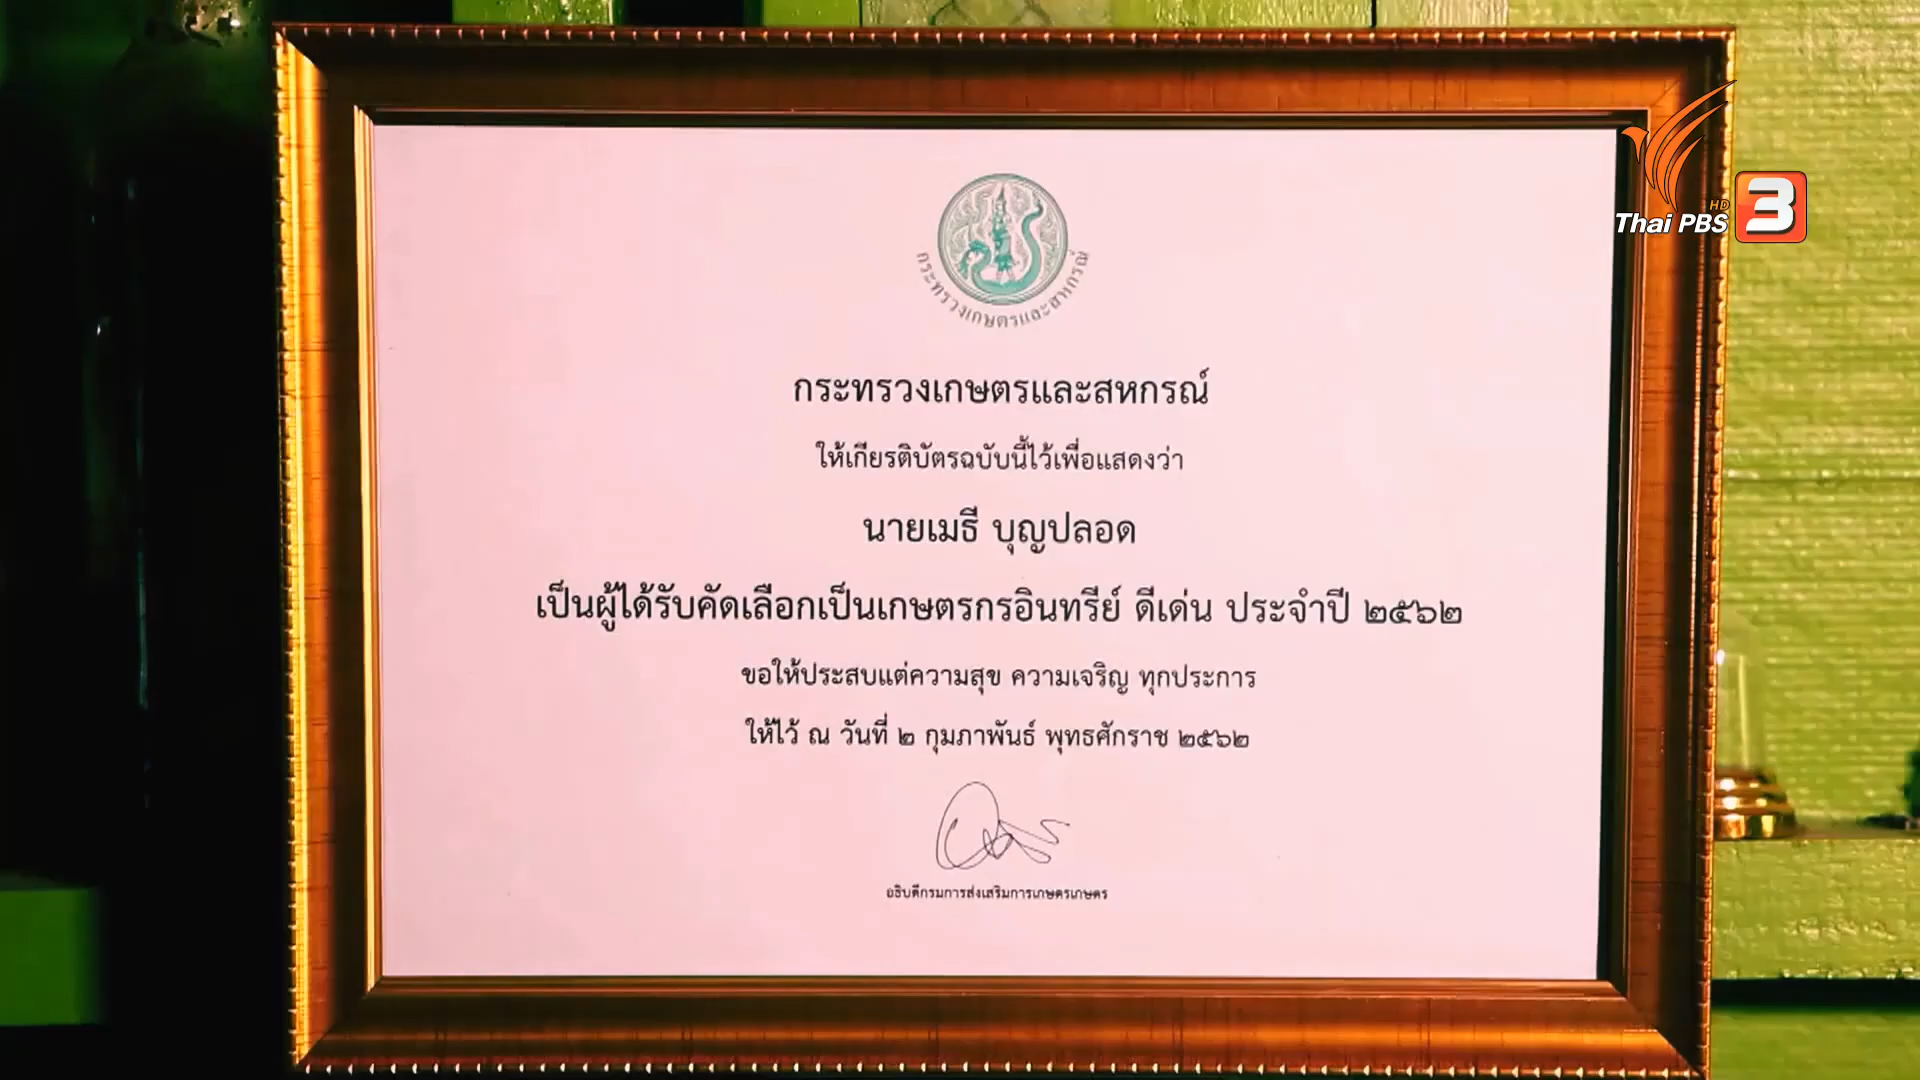 Thai PBS HD 3
กระทรวงเกษตรและสหกรณ์
กระทรวงเกษตรและสหกรณ์
ให้เกียรติบัตรฉบับนี้ไว้เพื่อแสดงว่า
นายเมธี บุญปลอด
เป็นผู้ได้รับคัดเลือกเป็นเกษตรกรอินทรีย์ ดีเด่น ประจำปี ๒๕๖๒
ขอให้ประสบแต่ความสุข ความเจริญ ทุกประการ
ให้ไว้ ณ วันที่ ๒ กุมภาพันธ์ พุทธศักราช ๒๕๖๒
อธิบดีกรมการส่งเสริมการเกษตรเกษตร